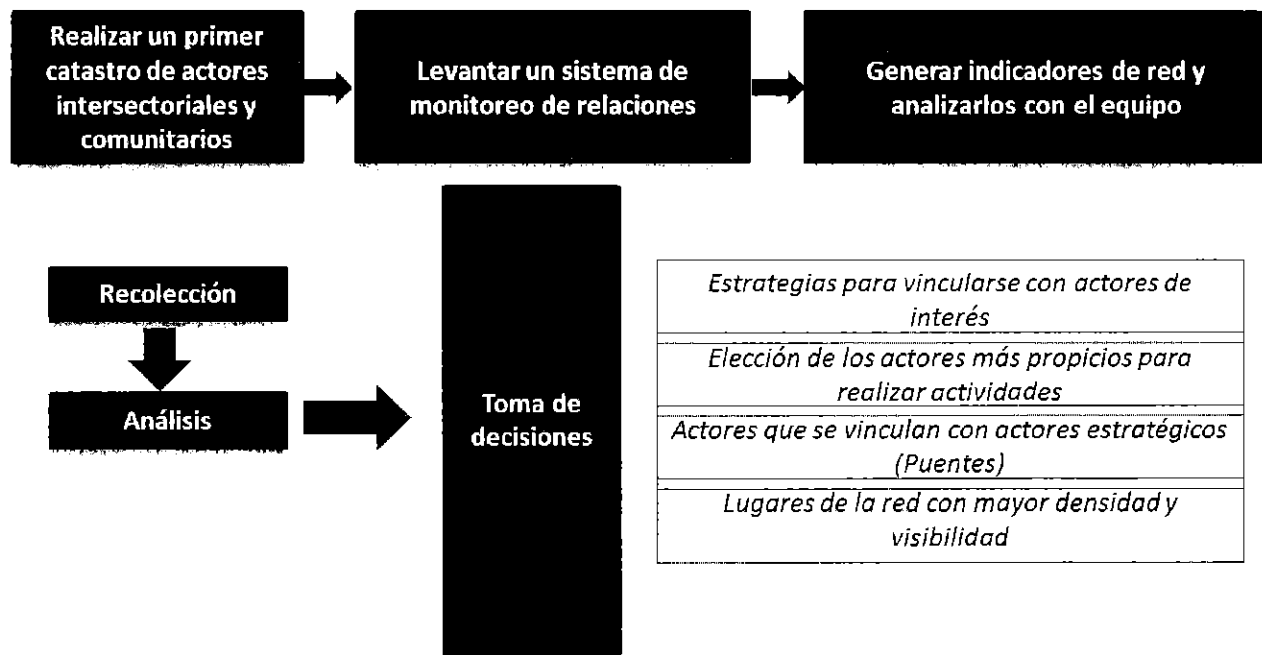 Realizar un primer
catastro de actores
intersectoriales y
comunitarios
Levantar un sistema de
monitoreo de relaciones
Generar indicadores de red y
analizarlos con el equipo
Recolección
Análisis
Toma de
decisiones
Estrategias para vincularse con actores de
interés
Elección de los actores más propicios para
realizar actividades
Actores que se vinculan con actores estratégicos
(Puentes)
Lugares de la red con mayor densidad y
visibilidad